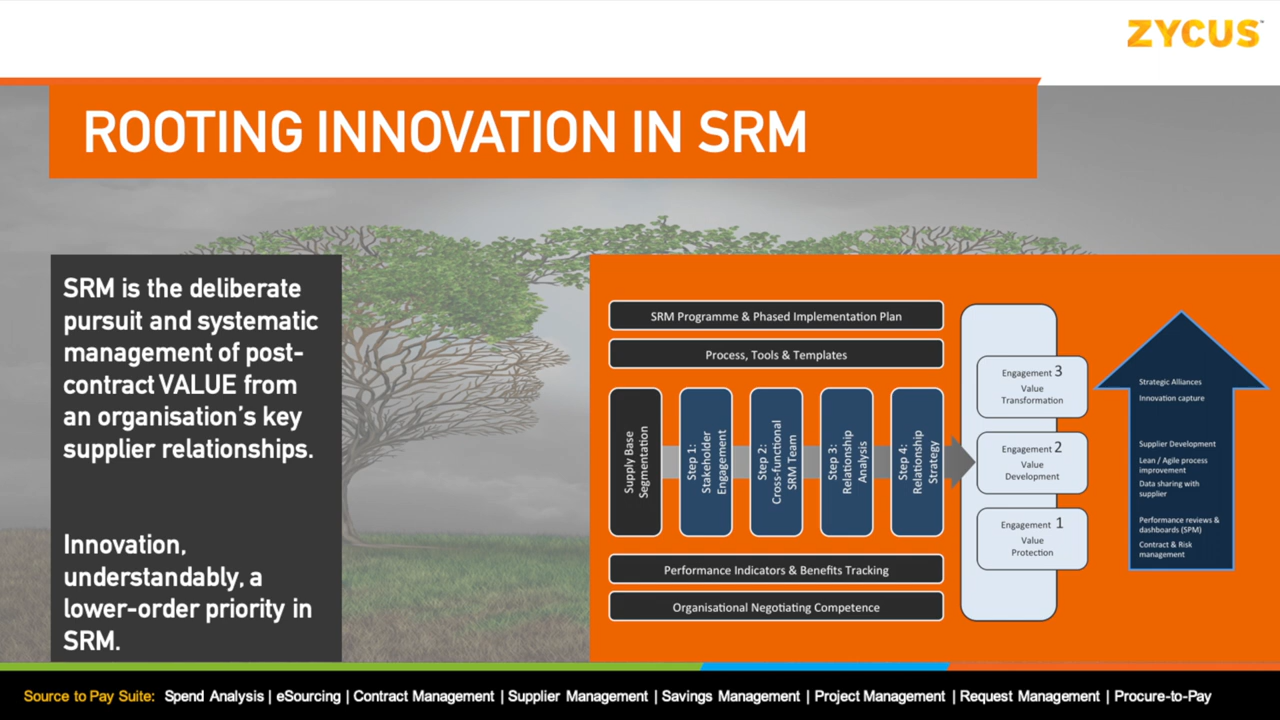 ZYCUS™
ROOTING INNOVATION IN SRM
SRM is the deliberate
pursuit and systematic
management of post-
contract VALUE from
an organisation's key
supplier relationships.
Innovation,
understandably, a
lower-order priority in
SRM.
SRM Programme & Phased Implementation Plan
Process, Tools & Templates
Supply Base
Segmentation
Step 1:
Stakeholder
Engagement
Step 2:
Cross-functional
SRM Team
Step 3:
Relationship
Analysis
Step 4:
Relationship
Strategy
Performance Indicators & Benefits Tracking
Organisational Negotiating Competence
Engagement 3
Value
Transformation
Engagement 2
Value
Development
Engagement 1
Value
Protection
Strategic Alliances
Innovation capture
Supplier Development
Lean / Agile process
improvement
Data sharing with
supplier
Performance reviews &
dashboards (SPM)
Contract & Risk
management
Source to Pay Suite: Spend Analysis | eSourcing | Contract Management | Supplier Management | Savings Management | Project Management | Request Management | Procure-to-Pay